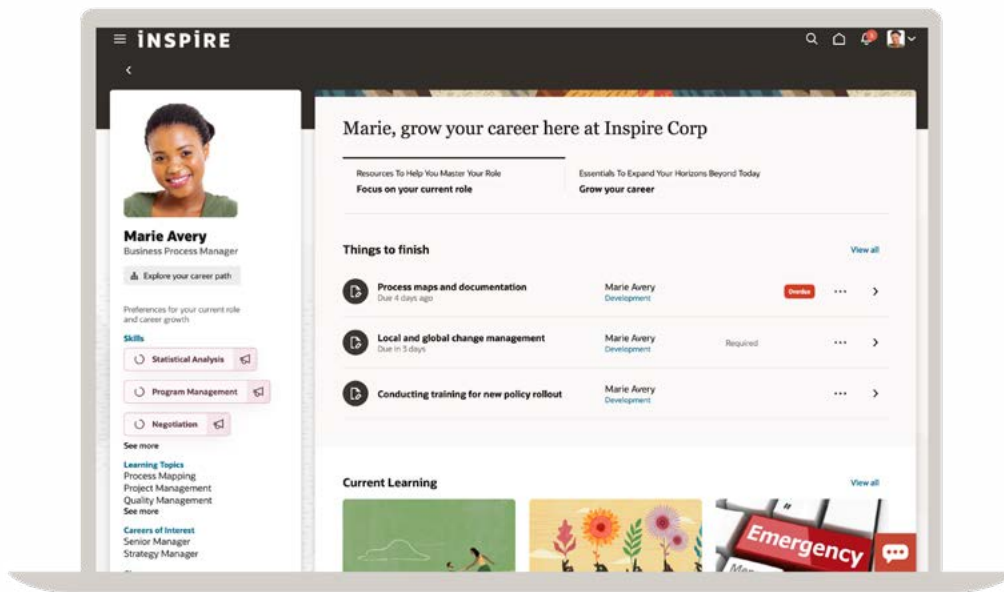 iNSPiRE
5
Marie Avery
Business Process Manager
Explore your career path
Preferences for your current role
and career growth
Skills
Statistical Analysis
Program Management
Negotiation
See more
Learning Topics
Process Mapping
Project Management
Quality Management
See more
Careers of Interest
Senior Manager
Strategy Manager
Marie, grow your career here at Inspire Corp
Resources To Help You Master Your Role
Focus on your current role
Essentials To Expand Your Horizons Beyond Today
Grow your career
Things to finish
View all
Process maps and documentation
Due 4 days ago
Marie Avery
Development
Overdue
Local and global change management
Due in 5 days
Marie Avery
Development
Required
Conducting training for new policy rollout
Marie Avery
Development
Current Learning
View all
Emergency